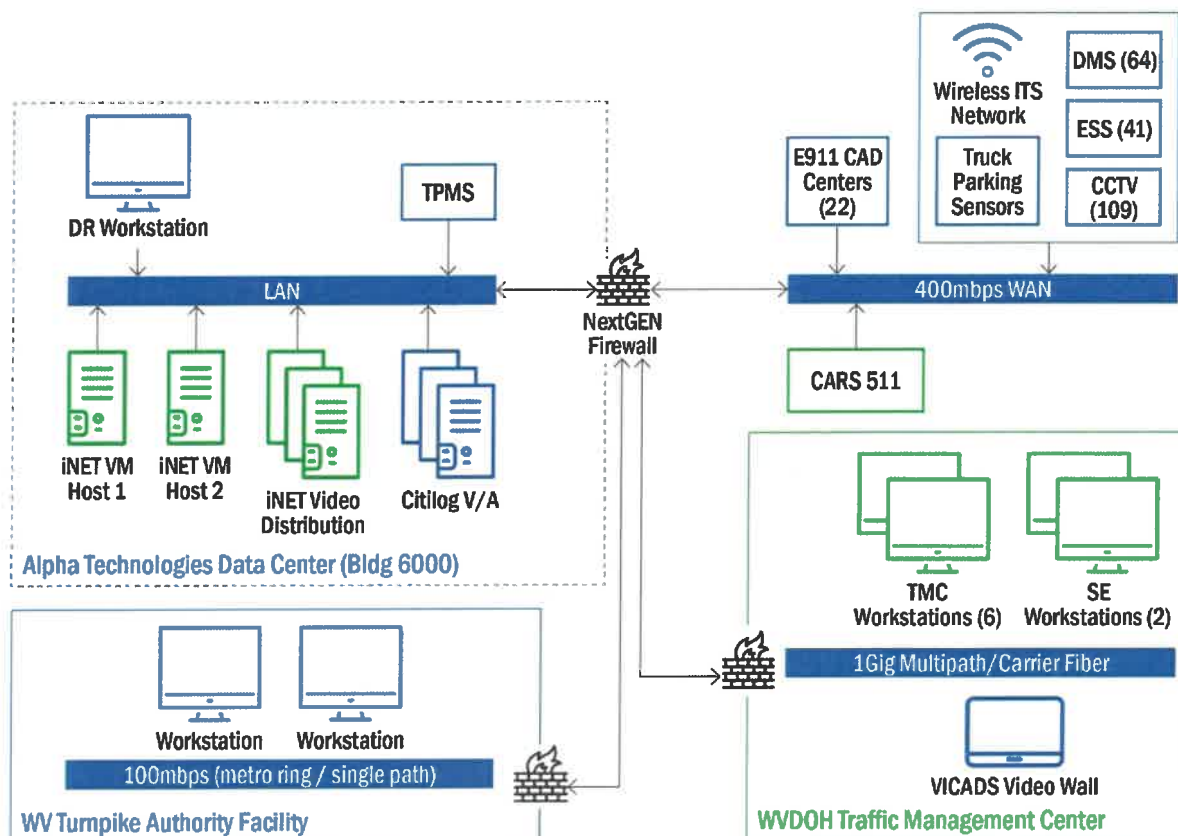 DR Workstation
TPMS
LAN
iNET VM
Host 1
iNET VM
Host 2
iNET Video
Distribution
Citilog V/A
Alpha Technologies Data Center (Bldg 6000)
NextGEN
Firewall
E911 CAD
Centers
(22)
Wireless ITS
Network
Truck
Parking
Sensors
DMS (64)
ESS (41)
CCTV
(109)
400mbps WAN
CARS 511
Workstation
Workstation
100mbps (metro ring / single path)
WV Turnpike Authority Facility
TMC
Workstations (6)
SE
Workstations (2)
1Gig Multipath/Carrier Fiber
VICADS Video Wall
WVDOH Traffic Management Center